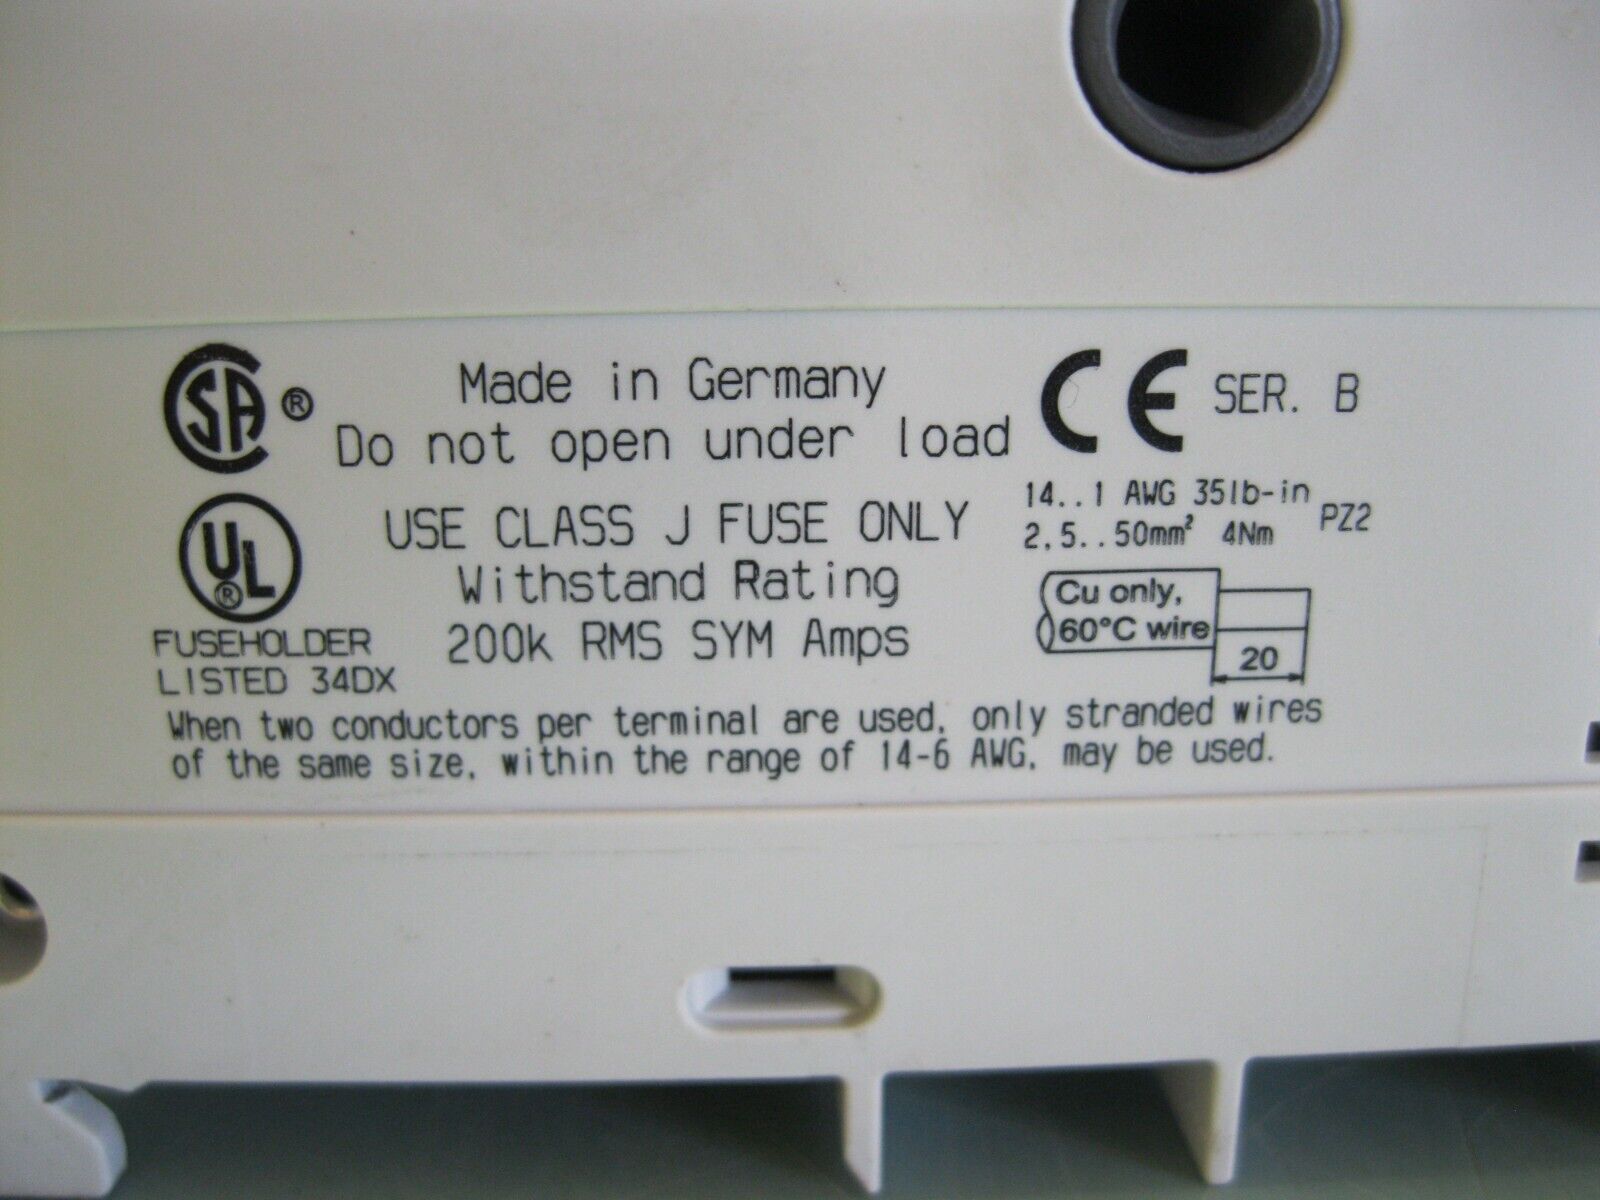 SA ®
Made in Germany
Do not open under load
CE SER. B
UL ®
FUSEHOLDER
LISTED 34DX
USE CLASS J FUSE ONLY
Withstand Rating
200k RMS SYM Amps
14..1 AWG 35lb-in
2,5..50mm² 4Nm
PZ2
Cu only,
60°C wire
20
When two conductors per terminal are used, only stranded wires
of the same size, within the range of 14-6 AWG, may be used.